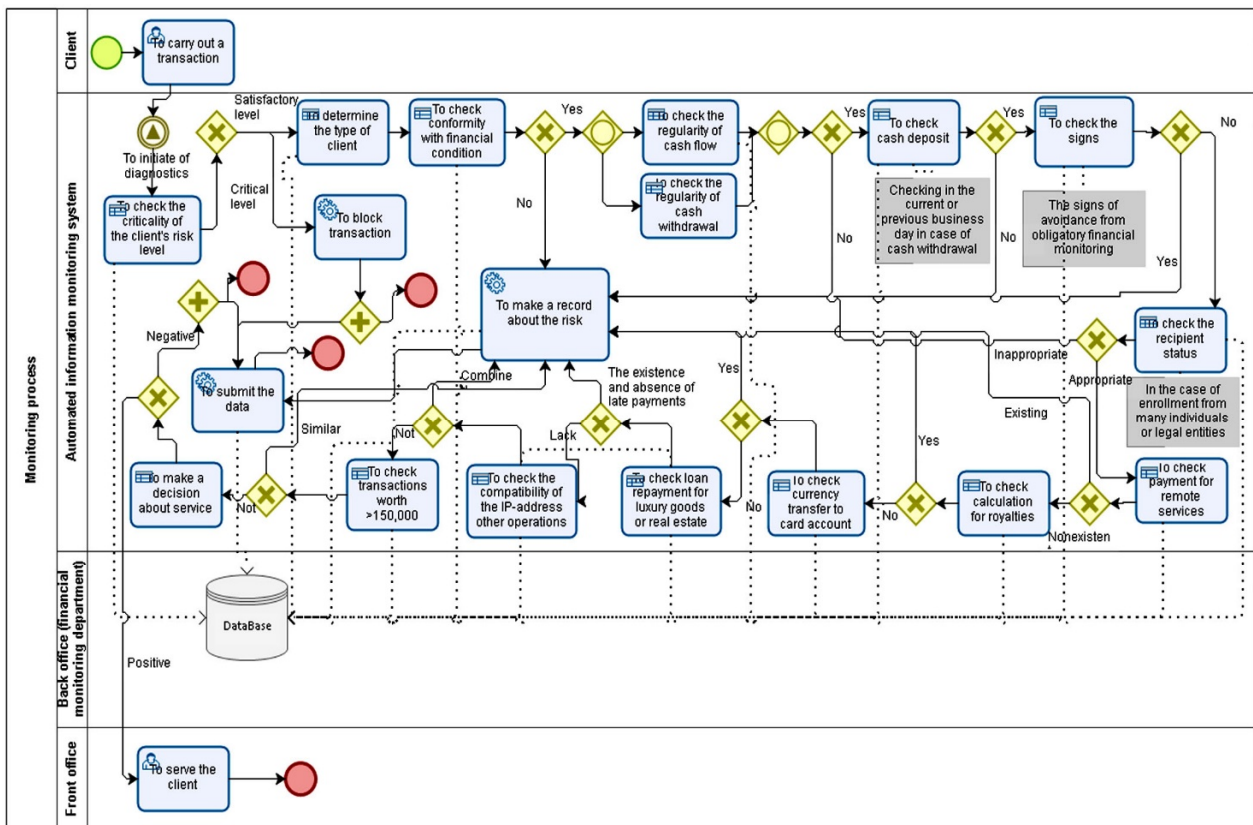 Monitoring process
Client
To carry out a
transaction
Automated information monitoring system
To initiate of
diagnostics
To check the
criticality of
the client's risk
level
Satisfactory
level
Critical
level
To determine
the type of
client
To check
conformity
with financial
condition
Yes
No
To check the
regularity of
cash flow
To check the
regularity of
cash
withdrawal
Yes
No
To check
cash deposit
Checking in the
current or
previous business
day in case of
cash withdrawal
Yes
No
To check the
signs
The signs of
avoidance from
obligatory financial
monitoring
No
Yes
To block
transaction
To make a record
about the risk
To check the
recipient
status
In the case of
enrollment from
many individuals
or legal entities
Inappropriate
Appropriate
Negative
To submit the
data
Combine
The existence
and absence of
late payments
Yes
Existing
Similar
Not
Lack
Yes
To make a
decision
about service
Not
To check
transactions
worth
>150,000
To check the
compatibility of
the IP-address
other operations
To check loan
repayment for
luxury goods
or real estate
No
To check
currency
transfer to
card account
No
To check
calculation
for royalties
Nonexisten
To check
payment for
remote
services
Back office (financial
monitoring department)
DataBase
Positive
Front office
To serve the
client